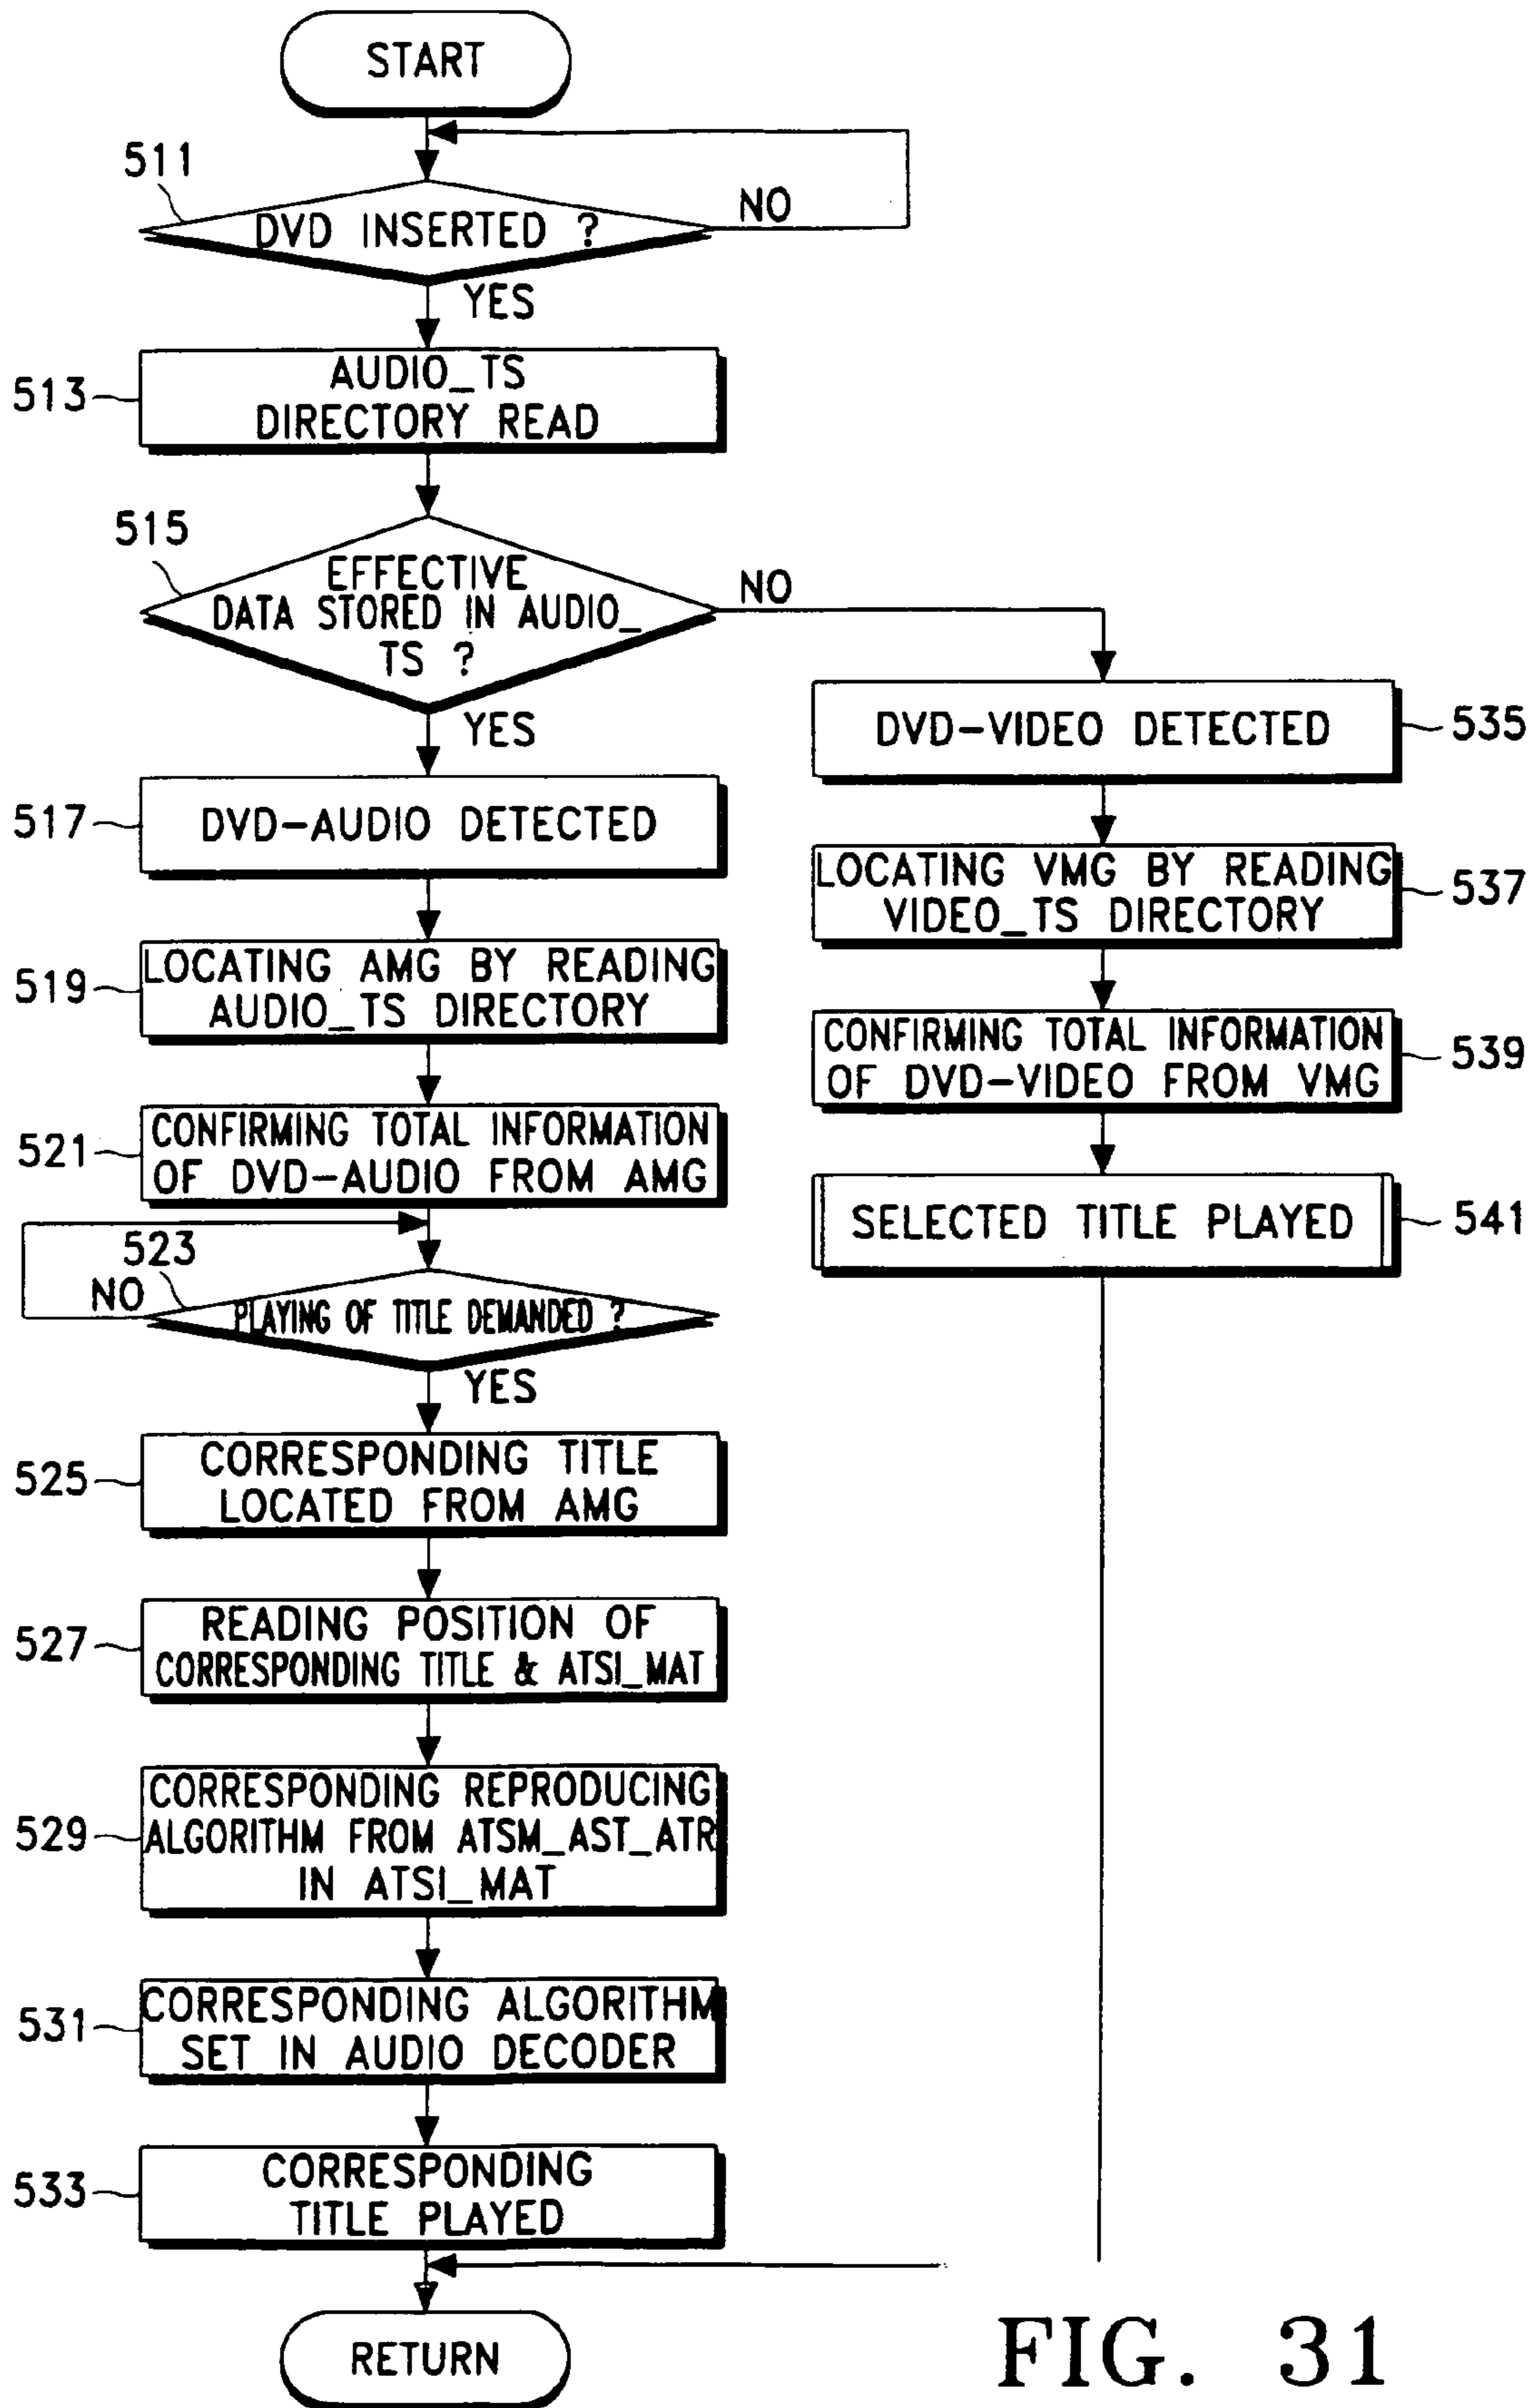 START
511
DVD INSERTED ?
NO
YES
513
AUDIO_TS
DIRECTORY READ
515
EFFECTIVE
DATA STORED IN AUDIO_
TS ?
NO
YES
517
DVD-AUDIO DETECTED
519
LOCATING AMG BY READING
AUDIO_TS DIRECTORY
521
CONFIRMING TOTAL INFORMATION
OF DVD-AUDIO FROM AMG
523
NO
PLAYING OF TITLE DEMANDED ?
YES
525
CORRESPONDING TITLE
LOCATED FROM AMG
527
READING POSITION OF
CORRESPONDING TITLE & ATSI_MAT
529
CORRESPONDING REPRODUCING
ALGORITHM FROM ATSM_AST_ATR
IN ATSI_MAT
531
CORRESPONDING ALGORITHM
SET IN AUDIO DECODER
533
CORRESPONDING
TITLE PLAYED
RETURN
DVD-VIDEO DETECTED
535
LOCATING VMG BY READING
VIDEO_TS DIRECTORY
537
CONFIRMING TOTAL INFORMATION
OF DVD-VIDEO FROM VMG
539
SELECTED TITLE PLAYED
541
FIG. 31